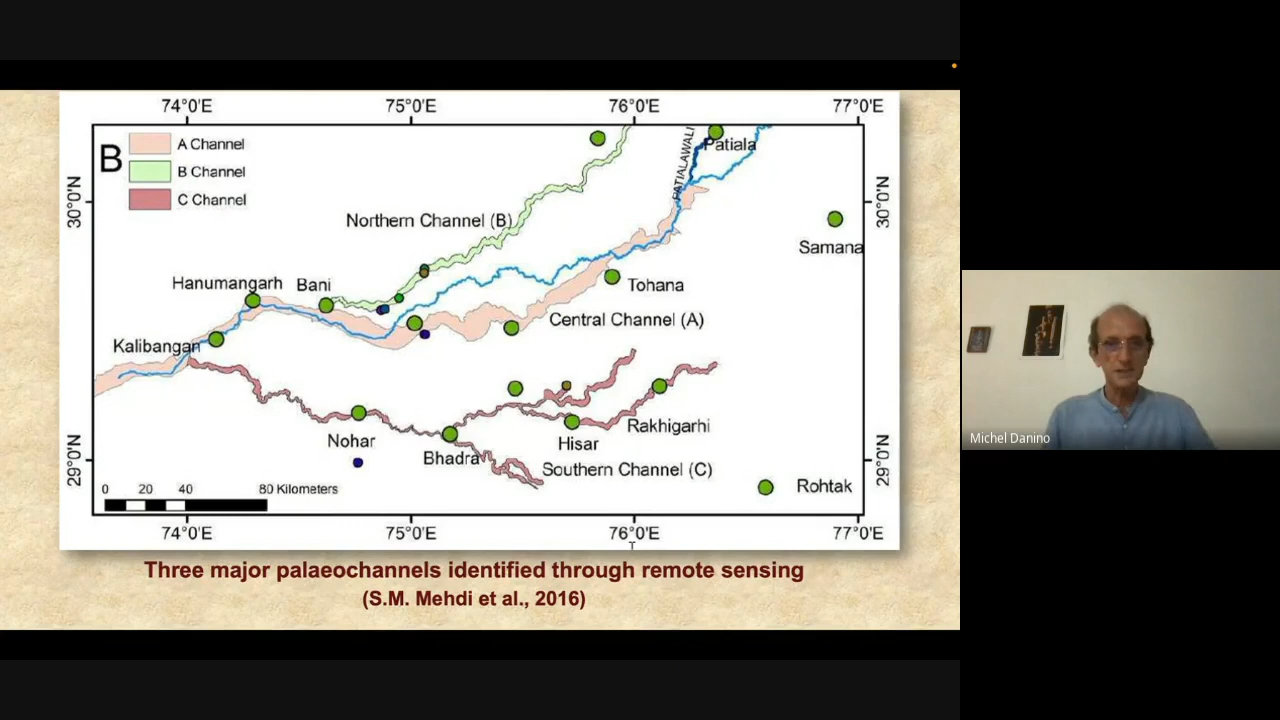 74°0'E
75°0'E
76°0'E
77°0'E
B
A Channel
B Channel
C Channel
PATIALAWALI
Patiala
30°0'N
30°0'N
Northern Channel (B)
Samana
Hanumangarh
Bani
Tohana
Central Channel (A)
Kalibangan
Rakhigarhi
Nohar
Hisar
Bhadra
Southern Channel (C)
29°0'N
29°0'N
0 20 40 80 Kilometers
Rohtak
74°0'E
75°0'E
76°0'E
77°0'E
Three major palaeochannels identified through remote sensing
(S.M. Mehdi et al., 2016)
Michel Danino